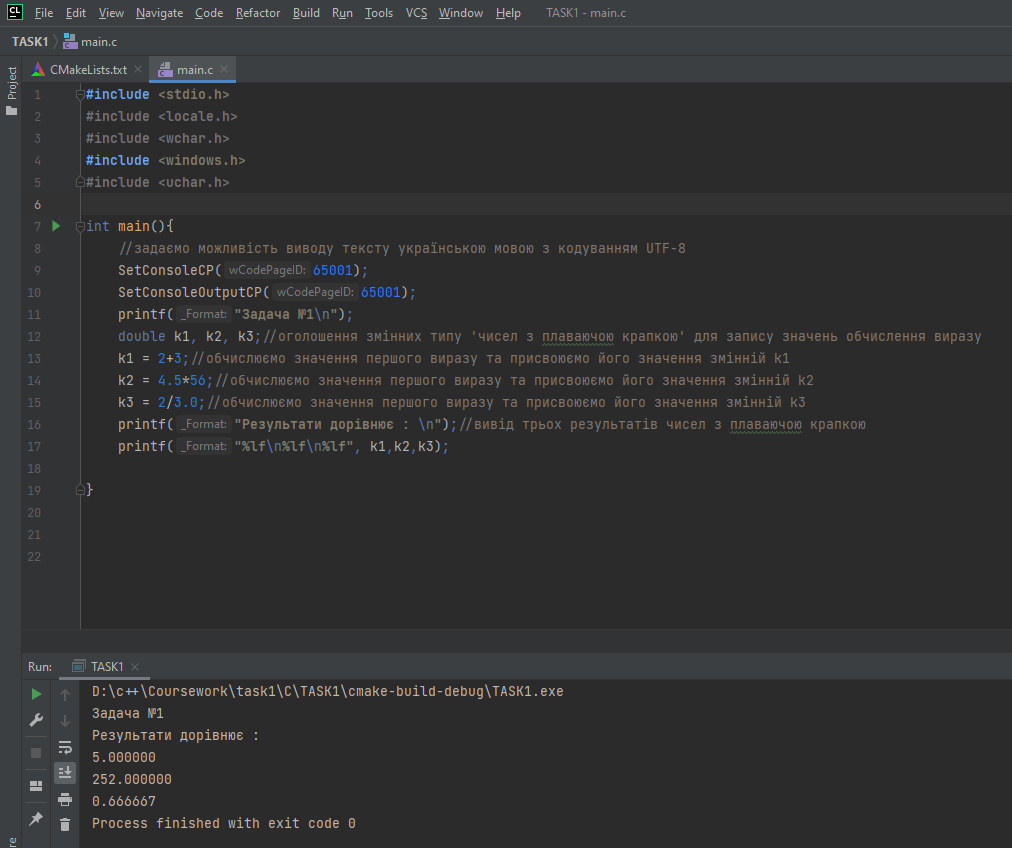 CL File Edit View Navigate Code Refactor Build Run Tools VCS Window Help TASK1 - main.c
TASK1 main.c
Project
CMakeLists.txt main.c
1 #include <stdio.h>
2 #include <locale.h>
3 #include <wchar.h>
4 #include <windows.h>
5 #include <uchar.h>
6
7 int main(){
8 //задаємо можливість виводу тексту українською мовою з кодуванням UTF-8
9 SetConsoleCP( wCodePageID: 65001);
10 SetConsoleOutputCP( wCodePageID: 65001);
11 printf( _Format: "Задача №1\n");
12 double k1, k2, k3;//оголошення змінних типу 'чисел з плаваючою крапкою' для запису значень обчислення виразу
13 k1 = 2+3;//обчислюємо значення першого виразу та присвоюємо його значення змінній k1
14 k2 = 4.5*56;//обчислюємо значення першого виразу та присвоюємо його значення змінній k2
15 k3 = 2/3.0;//обчислюємо значення першого виразу та присвоюємо його значення змінній k3
16 printf( _Format: "Результати дорівнює : \n");//вивід трьох результатів чисел з плаваючою крапкою
17 printf( _Format: "%lf\n%lf\n%lf", k1,k2,k3);
18
19 }
20
21
22
Run: TASK1
D:\c++\Coursework\task1\C\TASK1\cmake-build-debug\TASK1.exe
Задача №1
Результати дорівнює :
5.000000
252.000000
0.666667
Process finished with exit code 0